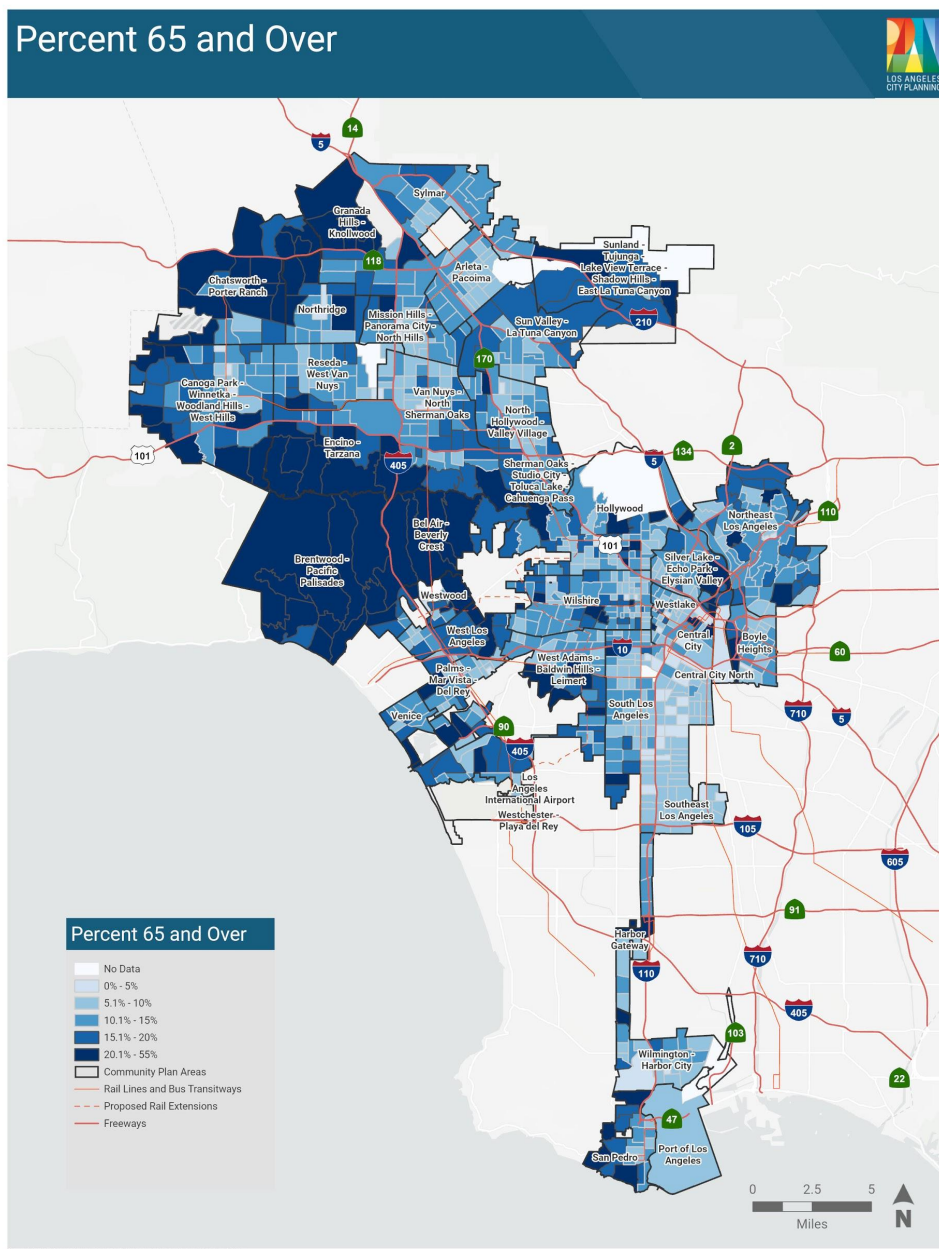 Percent 65 and Over
LOS ANGELES
CITY PLANNING
14
5
Sylmar
Granada
Hills -
Knollwood
118
Arleta -
Pacoima
Sunland -
Tujunga -
Lake View Terrace -
Shadow Hills -
East La Tuna Canyon
Chatsworth -
Porter Ranch
Northridge
Mission Hills -
Panorama City -
North Hills
Sun Valley -
La Tuna Canyon
210
170
Reseda -
West Van
Nuys
Canoga Park -
Winnetka -
Woodland Hills -
West Hills
Van Nuys -
North
Sherman Oaks
North
Hollywood -
Valley Village
101
Encino -
Tarzana
405
Sherman Oaks -
Studio City -
Toluca Lake -
Cahuenga Pass
5
134
2
Hollywood
Northeast
Los Angeles
110
Bel Air -
Beverly
Crest
101
Brentwood -
Pacific
Palisades
Silver Lake -
Echo Park -
Elysian Valley
Westwood
Wilshire
Westlake
West Los
Angeles
10
Central
City
Boyle
Heights
60
West Adams -
Baldwin Hills -
Leimert
Central City North
Palms -
Mar Vista -
Del Rey
South Los
Angeles
710
5
Venice
90
405
Los
Angeles
International Airport
Westchester -
Playa del Rey
Southeast
Los Angeles
105
605
91
Harbor
Gateway
110
710
405
103
Wilmington -
Harbor City
22
47
San Pedro
Port of Los
Angeles
Percent 65 and Over
No Data
0% - 5%
5.1% - 10%
10.1% - 15%
15.1% - 20%
20.1% - 55%
Community Plan Areas
Rail Lines and Bus Transitways
Proposed Rail Extensions
Freeways
0 2.5 5
Miles
N